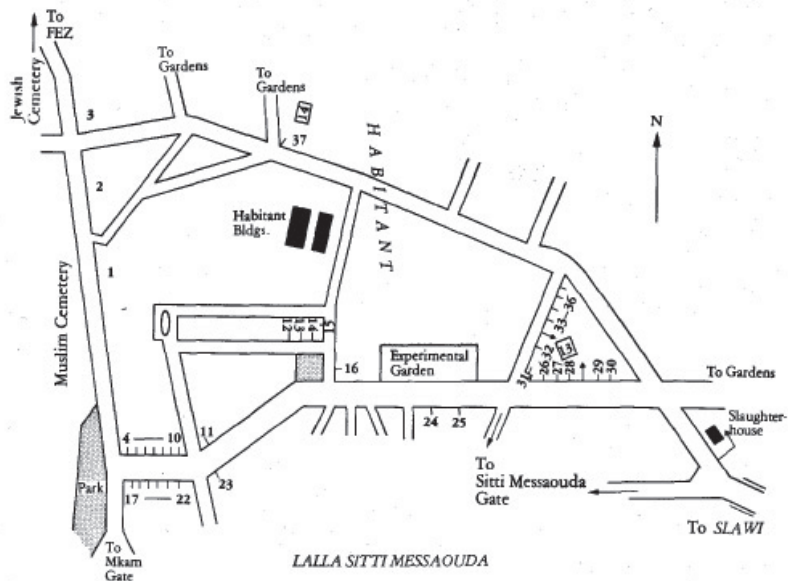 To
FEZ
Jewish
Cemetery
To
Gardens
To
Gardens
14
3
37
N
HABITANT
2
Habitant
Bldgs.
1
Muslim Cemetery
12
13
14
15
33—36
32
31
16
Experimental
Garden
26
27
28
29
30
To Gardens
24
25
Slaughter-
house
4 — 10
11
Park
17 — 22
23
To
Sitti Messaouda
Gate
To SLAWI
To
Mkam
Gate
LALLA SITTI MESSAOUDA